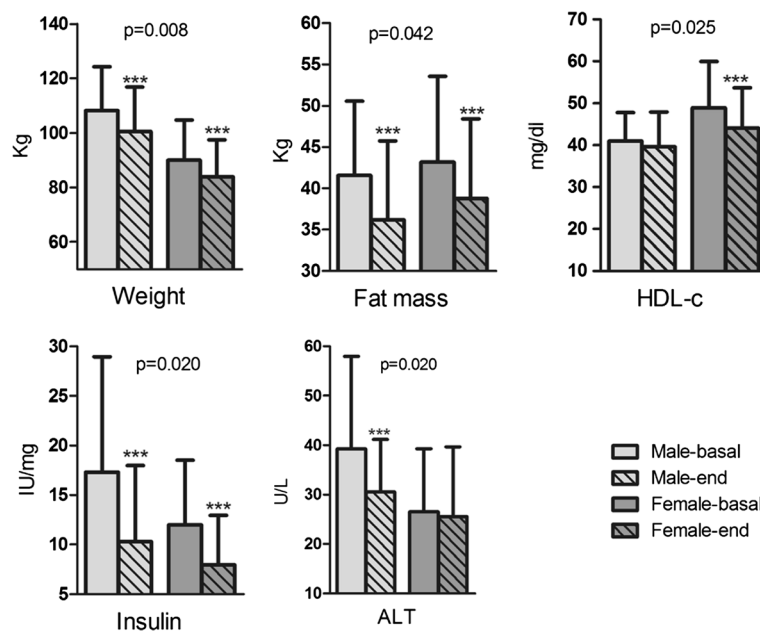 140
120
100
80
60
Kg
p=0.008
***
***
Weight
60
55
50
45
40
35
30
Kg
p=0.042
***
***
Fat mass
70
60
50
40
30
20
10
mg/dl
p=0.025
***
HDL-c
30
25
20
15
10
5
IU/mg
p=0.020
***
***
Insulin
60
50
40
30
20
10
U/L
p=0.020
***
ALT
Male-basal
Male-end
Female-basal
Female-end